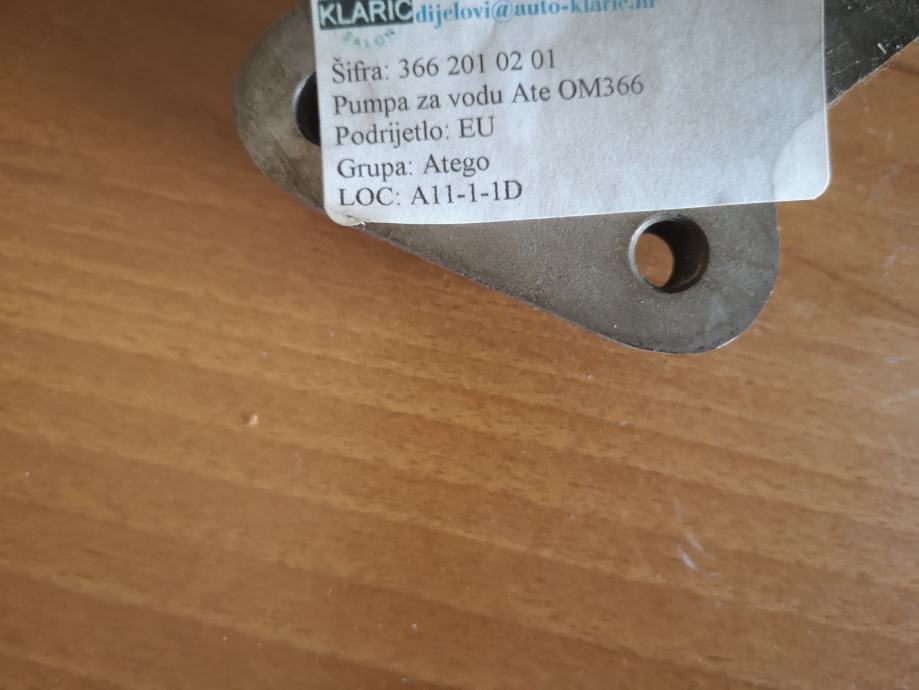 KLARIC dijelovi@auto-klaric.hr
SALON
Šifra: 366 201 02 01
Pumpa za vodu Ate OM366
Podrijetlo: EU
Grupa: Atego
LOC: A11-1-1D